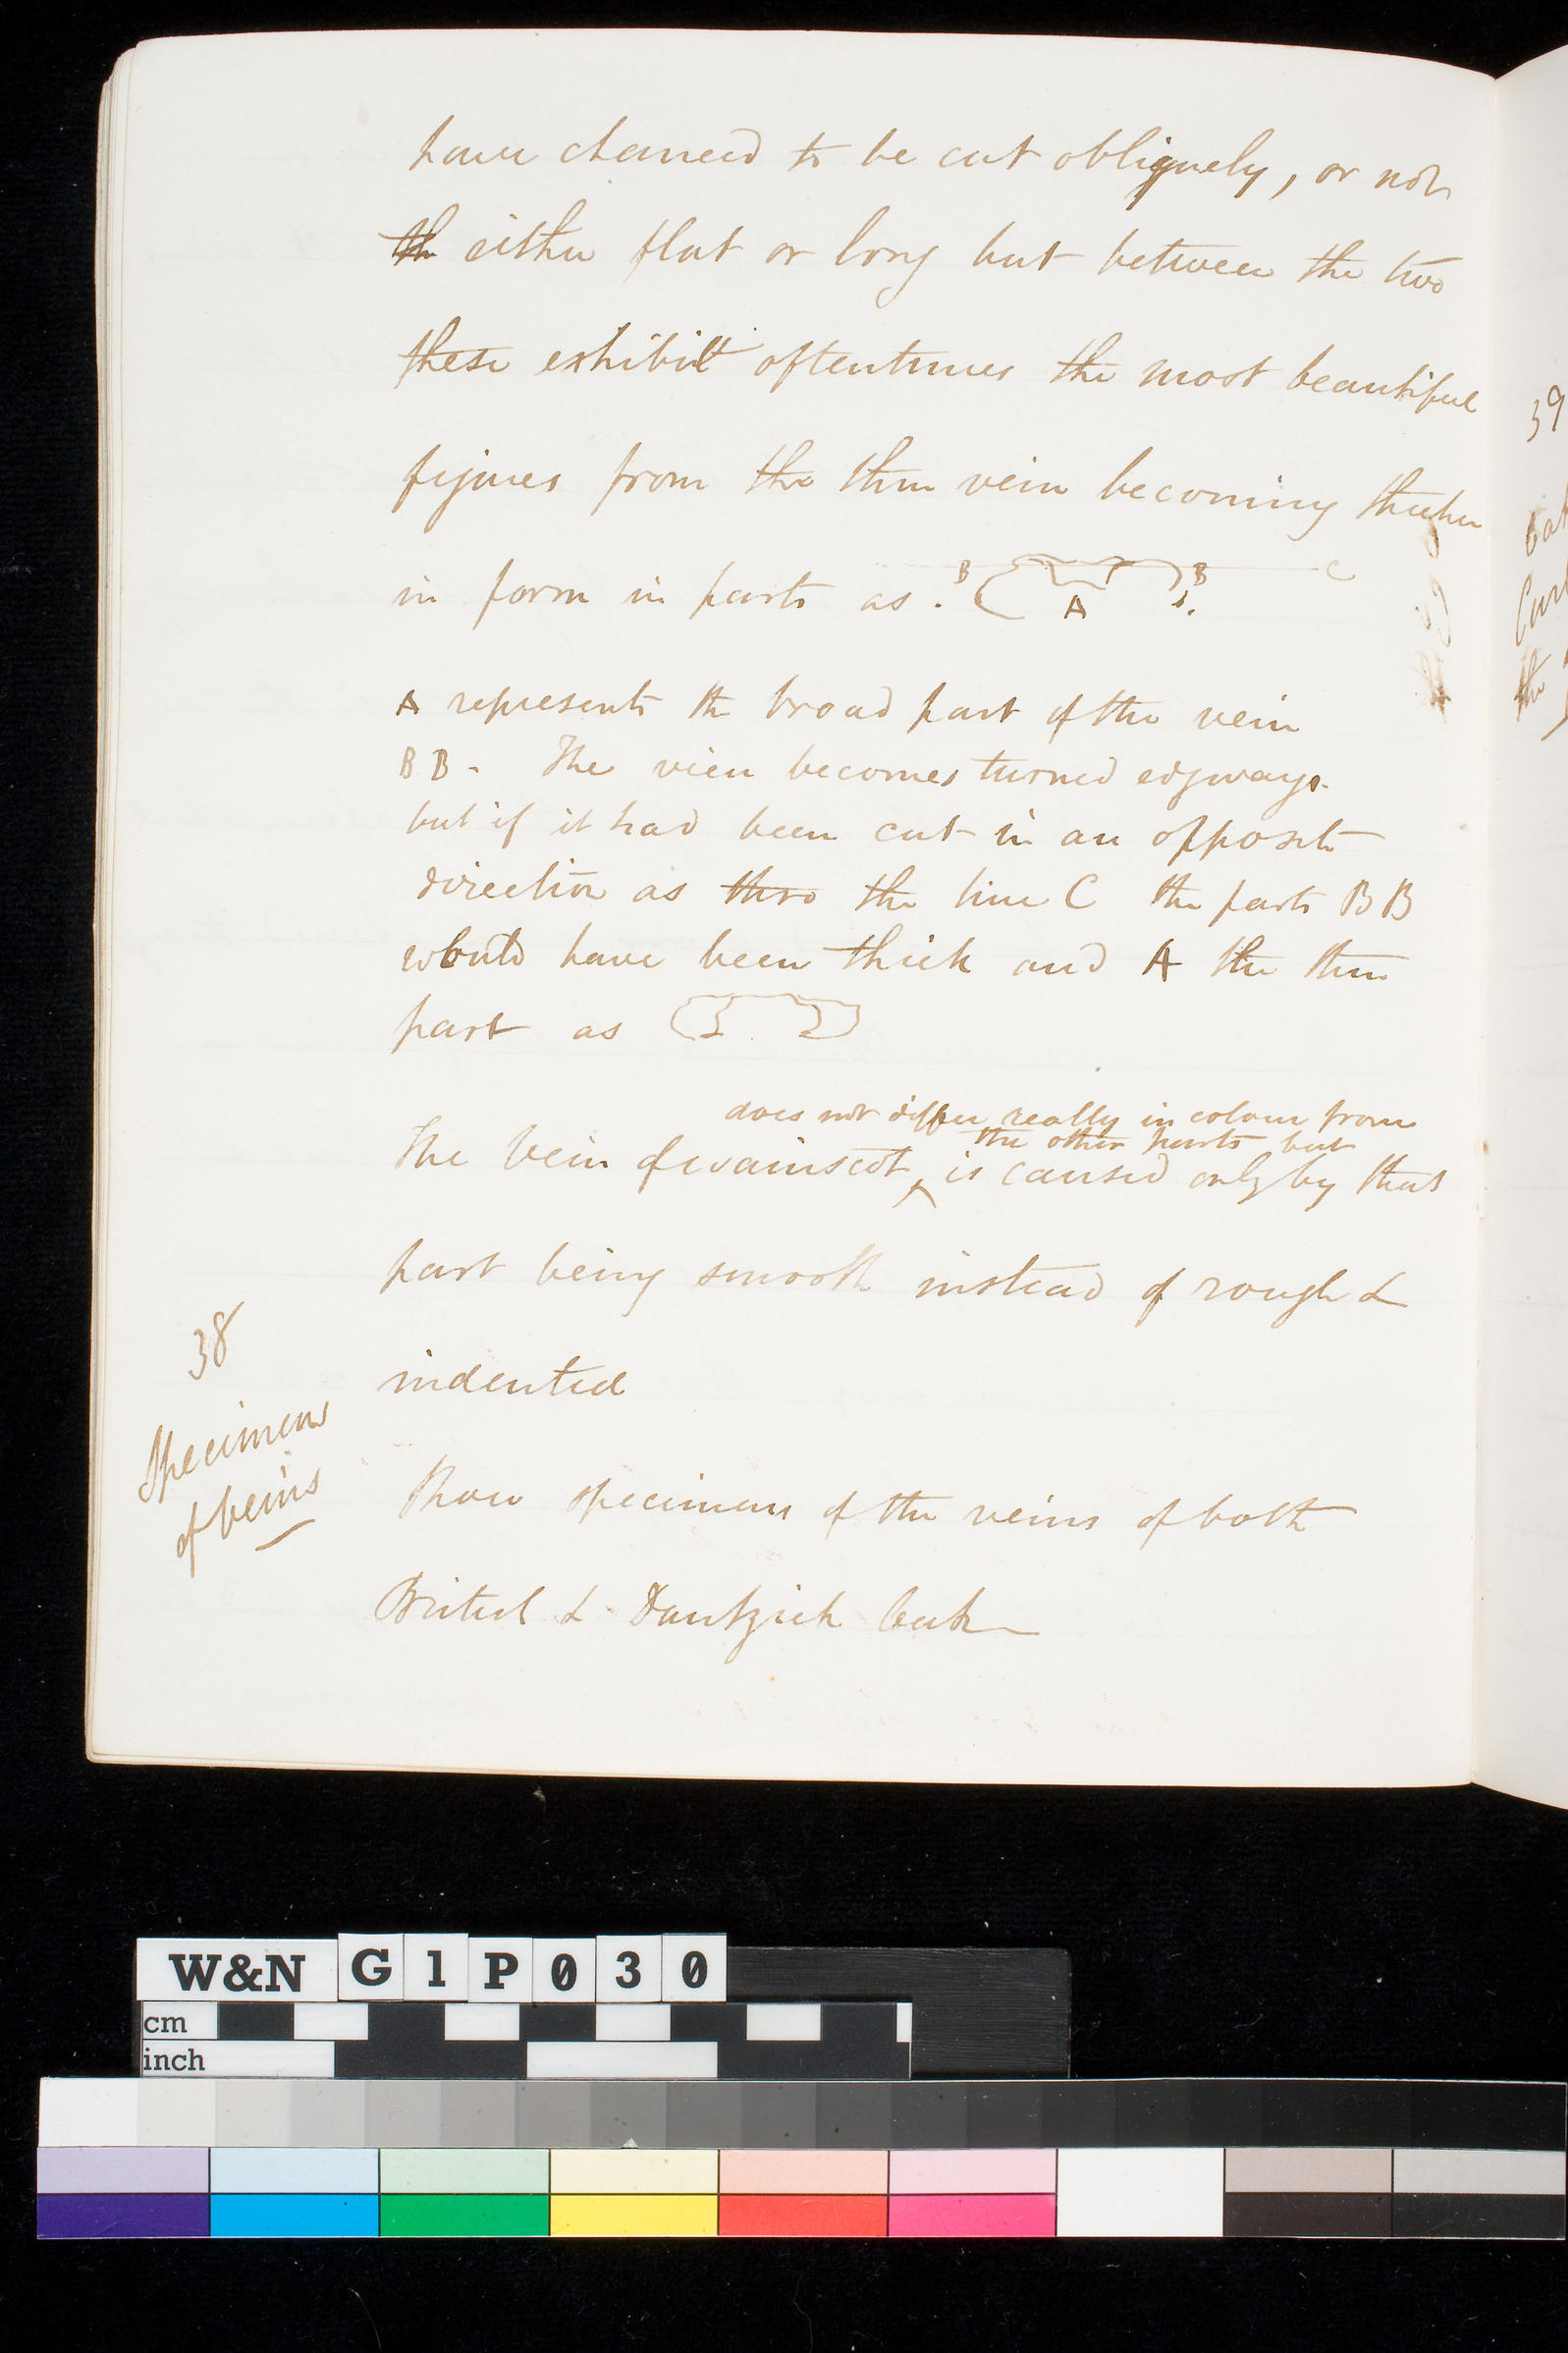 have chanced to be cut obliquely, or not
th either flat or long but between the two
these exhibit oftentimes the most beautiful
figures from the thin vein becoming thicker
in form in parts as . B A B . C
A represents the broad part of the vein
BB - The vien becomes turned edgways.
but if it had been cut in an opposite
direction as thro the line C the parts BB
would have been thick and A the thin
part as
does not differ really in colour from
the other parts but
The vein of wainscot, is caused only by that
part being smooth instead of rough &
indented
38
Specimens
of veins
Show specimens of the veins of both
British & Dantzick Oak
39
the
W&N G1P030
cm
inch